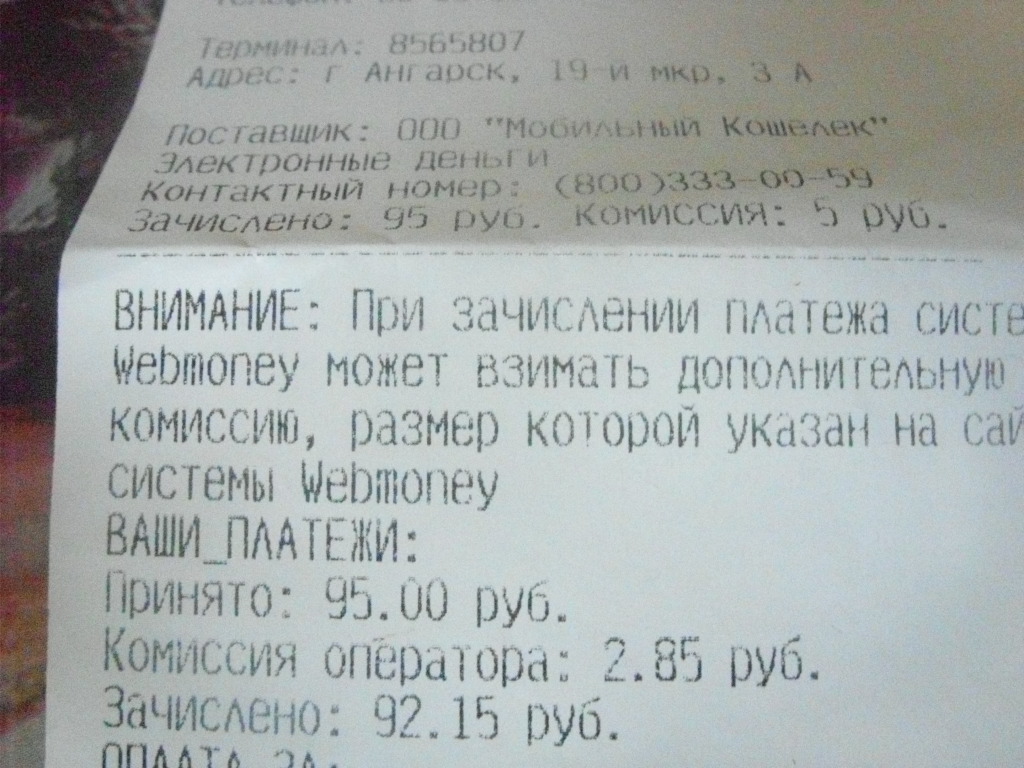 Терминал: 8565807
Адрес: г Ангарск, 19-й мкр, 3 А
Поставщик: ООО "Мобильный Кошелек"
Электронные деньги
Контактный номер: (800)333-00-59
Зачислено: 95 руб. Комиссия: 5 руб.
ВНИМАНИЕ: При зачислении платежа систе
Webmoney может взимать дополнительную
комиссию, размер которой указан на сай
системы Webmoney
ВАШИ_ПЛАТЕЖИ:
Принято: 95.00 руб.
Комиссия оператора: 2.85 руб.
Зачислено: 92.15 руб.
ОПЛАТА ЗА: